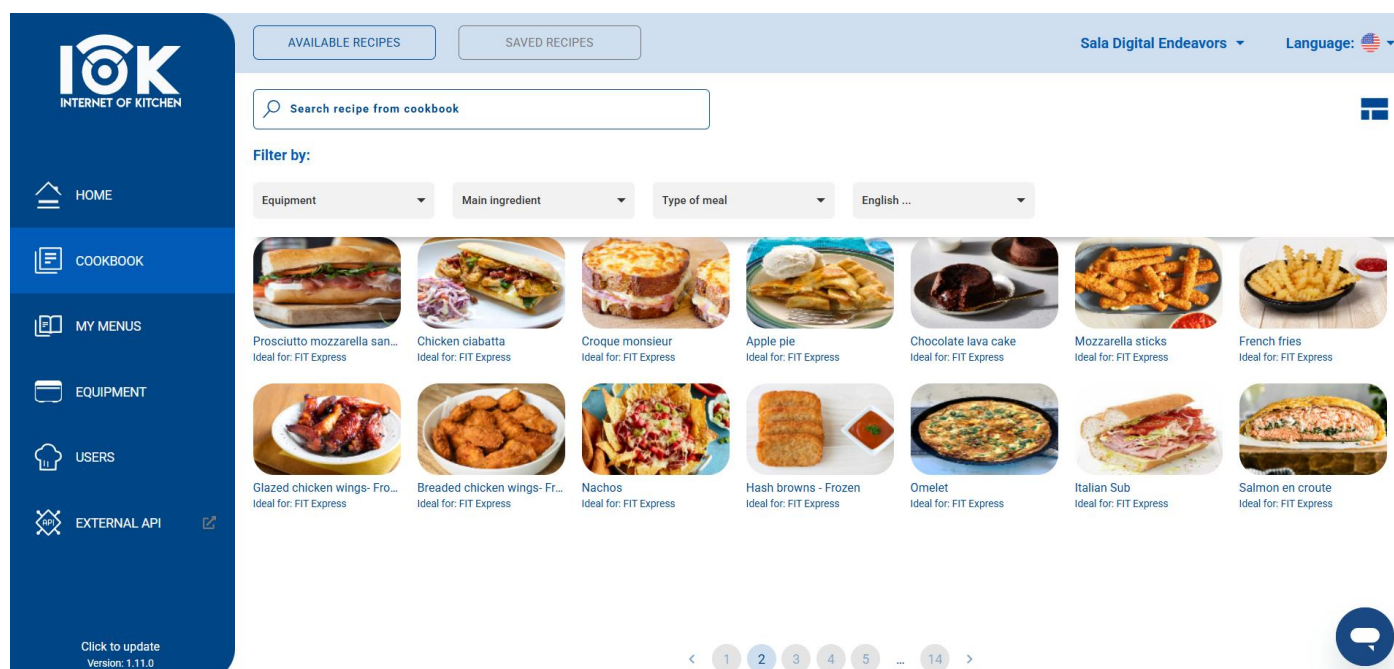 IOK
INTERNET OF KITCHEN
HOME
COOKBOOK
MY MENUS
EQUIPMENT
USERS
API
EXTERNAL API
Click to update
Version: 1.11.0
AVAILABLE RECIPES
SAVED RECIPES
Sala Digital Endeavors
Language:
Search recipe from cookbook
Filter by:
Equipment
Main ingredient
Type of meal
English ...
Prosciutto mozzarella san...
Ideal for: FIT Express
Chicken ciabatta
Ideal for: FIT Express
Croque monsieur
Ideal for: FIT Express
Apple pie
Ideal for: FIT Express
Chocolate lava cake
Ideal for: FIT Express
Mozzarella sticks
Ideal for: FIT Express
French fries
Ideal for: FIT Express
Glazed chicken wings- Fro...
Ideal for: FIT Express
Breaded chicken wings- Fr...
Ideal for: FIT Express
Nachos
Ideal for: FIT Express
Hash browns - Frozen
Ideal for: FIT Express
Omelet
Ideal for: FIT Express
Italian Sub
Ideal for: FIT Express
Salmon en croute
Ideal for: FIT Express
< 1 2 3 4 5 ... 14 >